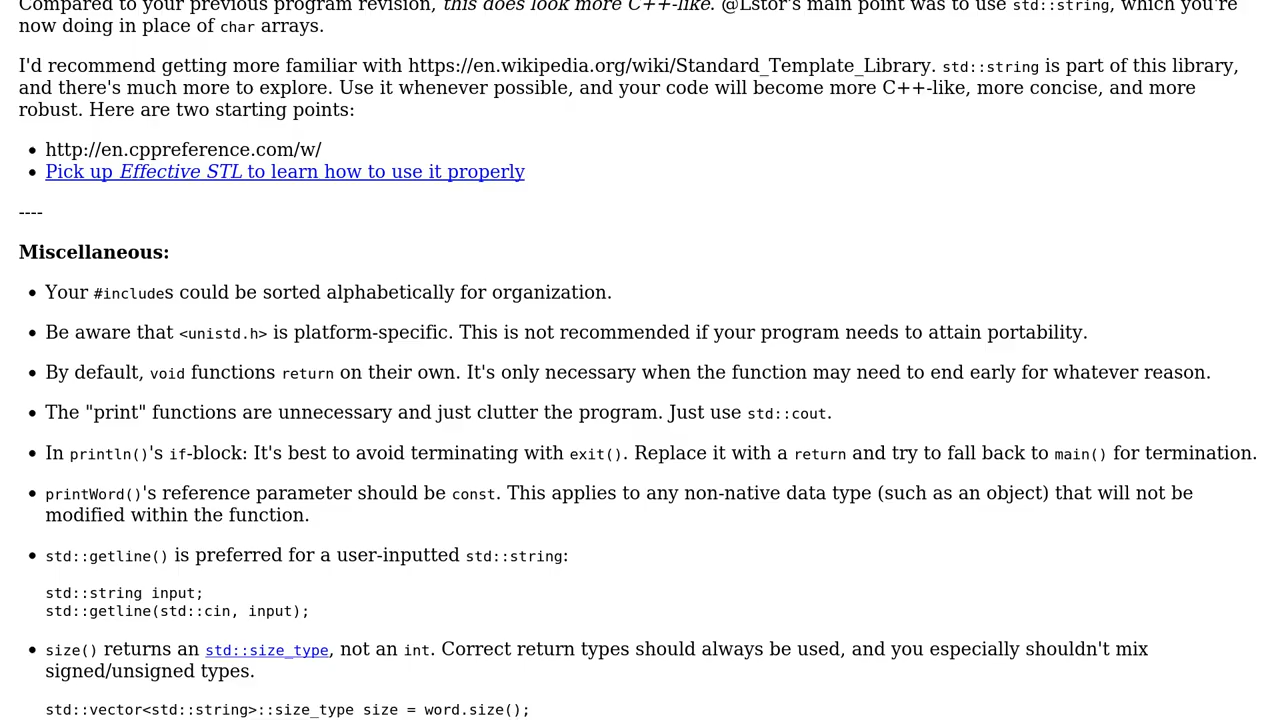 Compared to your previous program revision, this does look more C++-like. @Lstor's main point was to use std::string, which you're
now doing in place of char arrays.
I'd recommend getting more familiar with https://en.wikipedia.org/wiki/Standard_Template_Library. std::string is part of this library,
and there's much more to explore. Use it whenever possible, and your code will become more C++-like, more concise, and more
robust. Here are two starting points:
• http://en.cppreference.com/w/
• Pick up Effective STL to learn how to use it properly
----
Miscellaneous:
• Your #includes could be sorted alphabetically for organization.
• Be aware that <unistd.h> is platform-specific. This is not recommended if your program needs to attain portability.
• By default, void functions return on their own. It's only necessary when the function may need to end early for whatever reason.
• The "print" functions are unnecessary and just clutter the program. Just use std::cout.
• In println()'s if-block: It's best to avoid terminating with exit(). Replace it with a return and try to fall back to main() for termination.
• printWord()'s reference parameter should be const. This applies to any non-native data type (such as an object) that will not be
modified within the function.
• std::getline() is preferred for a user-inputted std::string:
std::string input;
std::getline(std::cin, input);
• size() returns an std::size_type, not an int. Correct return types should always be used, and you especially shouldn't mix
signed/unsigned types.
std::vector<std::string>::size_type size = word.size();